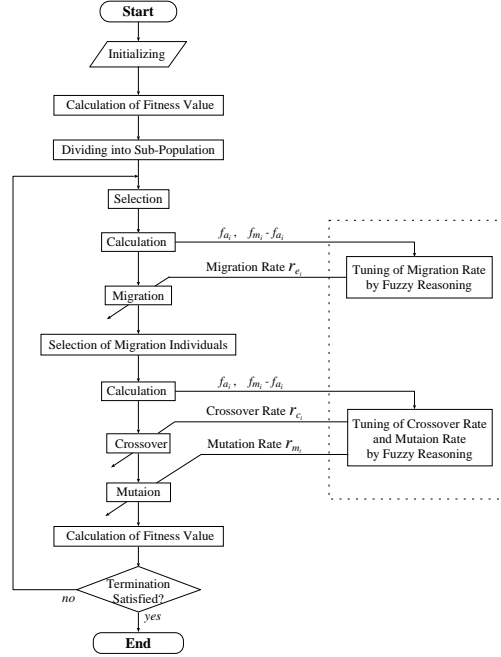 Start
Initializing
Calculation of Fitness Value
Dividing into Sub-Population
Selection
Calculation
f_{a_i} , f_{m_i} - f_{a_i}
Tuning of Migration Rate
by Fuzzy Reasoning
Migration Rate r_{e_i}
Migration
Selection of Migration Individuals
Calculation
f_{a_i} , f_{m_i} - f_{a_i}
Crossover Rate r_{c_i}
Tuning of Crossover Rate
and Mutaion Rate
by Fuzzy Reasoning
Crossover
Mutation Rate r_{m_i}
Mutaion
Calculation of Fitness Value
Termination
Satisfied?
no
yes
End